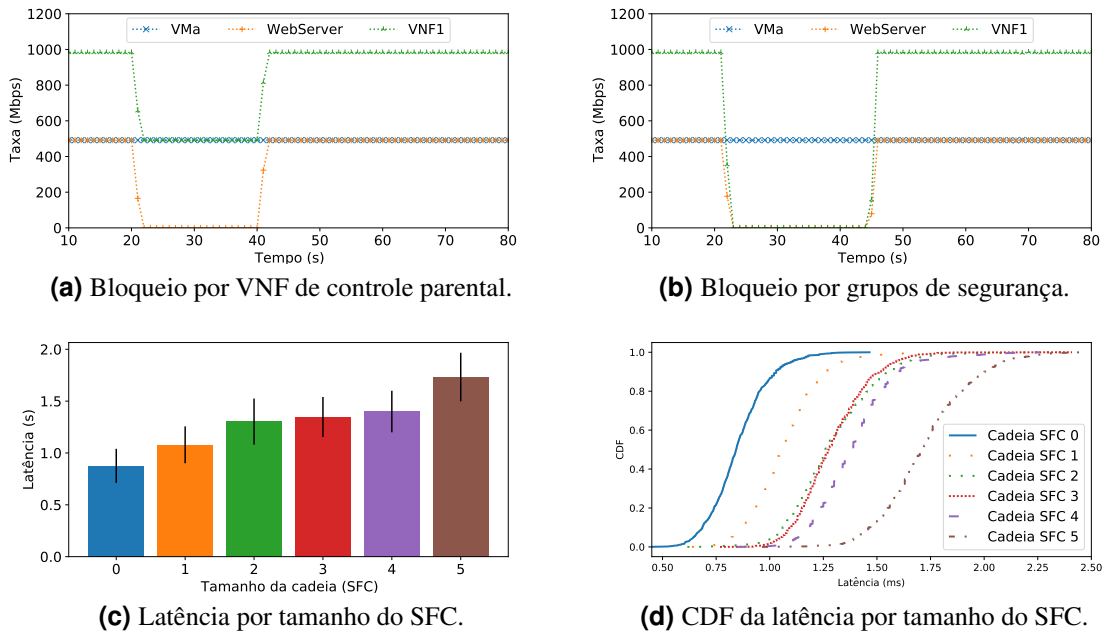 VMa WebServer VNF1
1200
1000
800
600
400
200
0
Taxa (Mbps)
10 20 30 40 50 60 70 80
Tempo (s)
(a) Bloqueio por VNF de controle parental.
VMa WebServer VNF1
1200
1000
800
600
400
200
0
Taxa (Mbps)
10 20 30 40 50 60 70 80
Tempo (s)
(b) Bloqueio por grupos de segurança.
2.0
1.5
1.0
0.5
0.0
Latência (s)
0 1 2 3 4 5
Tamanho da cadeia (SFC)
(c) Latência por tamanho do SFC.
1.0
0.8
0.6
0.4
0.2
0.0
CDF
Cadeia SFC 0
Cadeia SFC 1
Cadeia SFC 2
Cadeia SFC 3
Cadeia SFC 4
Cadeia SFC 5
0.50 0.75 1.00 1.25 1.50 1.75 2.00 2.25 2.50
Latência (ms)
(d) CDF da latência por tamanho do SFC.